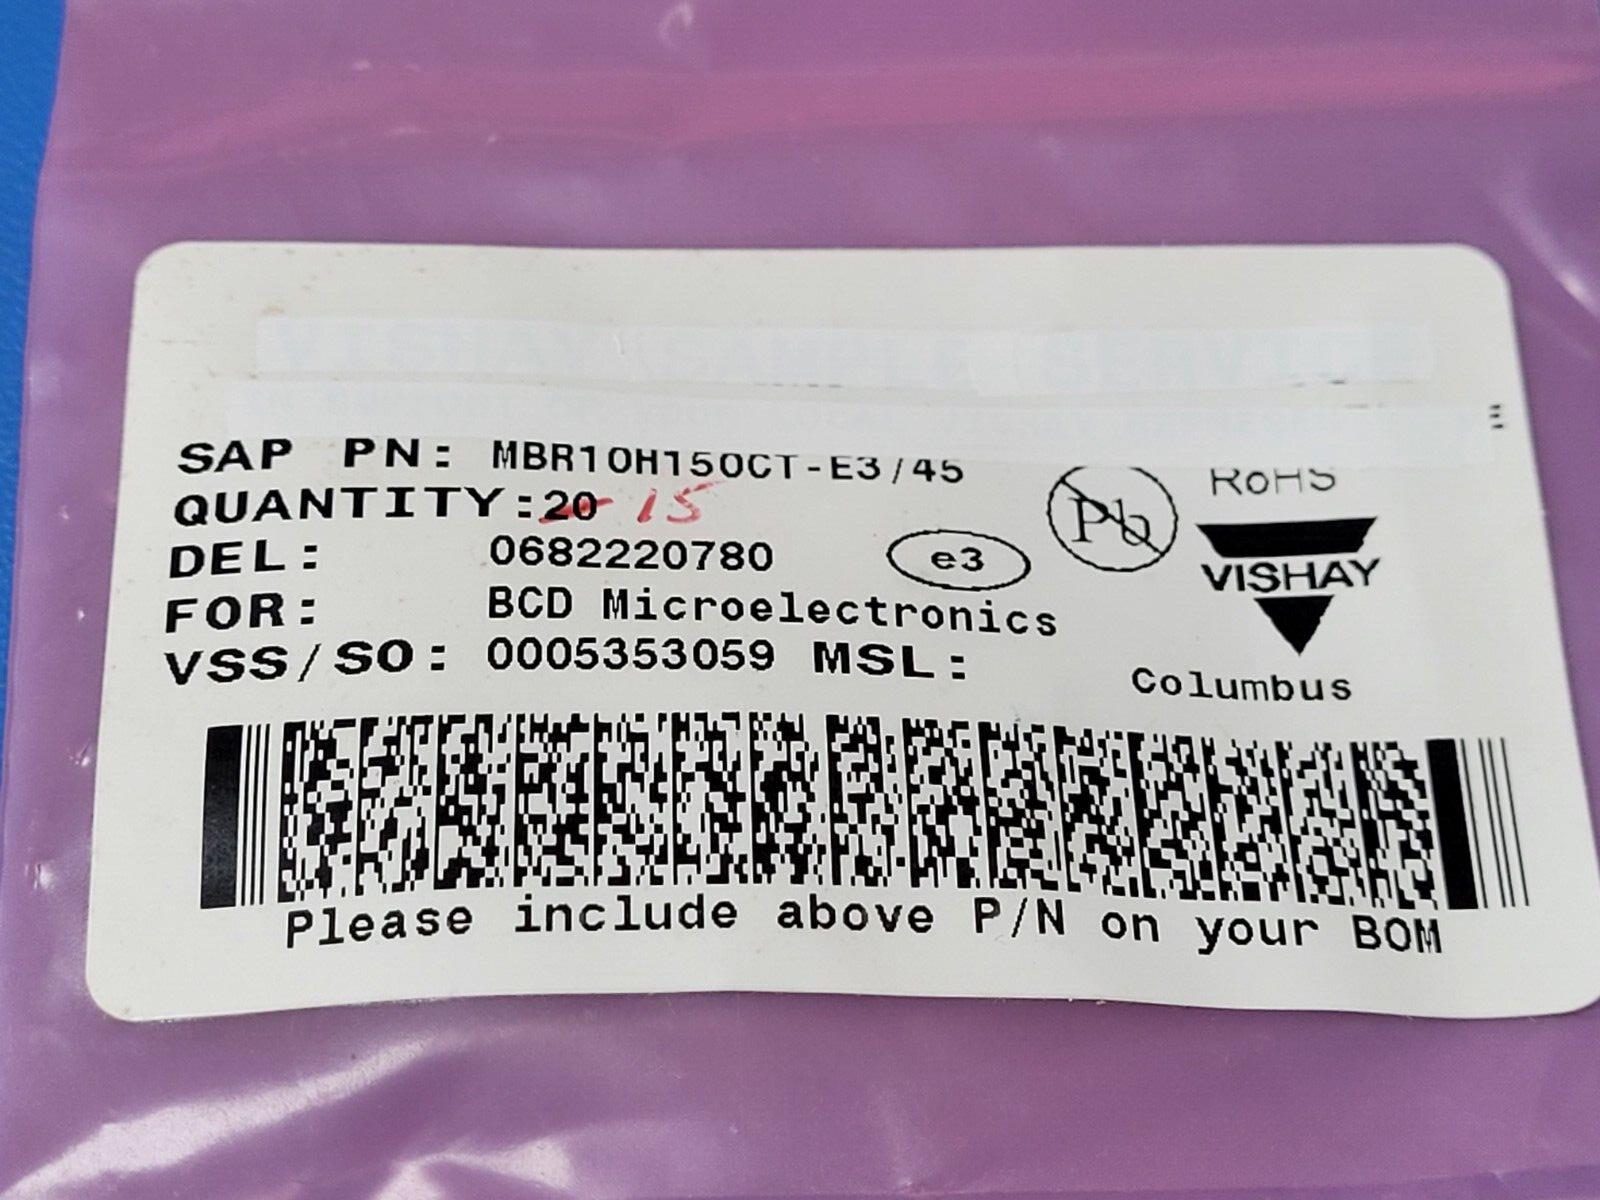 SAP PN: MBR10H150CT-E3/45
QUANTITY:20 15
DEL: 0682220780
FOR: BCD Microelectronics
VSS/SO: 0005353059 MSL:
e3
Pb
RoHS
VISHAY
Columbus
Please include above P/N on your BOM